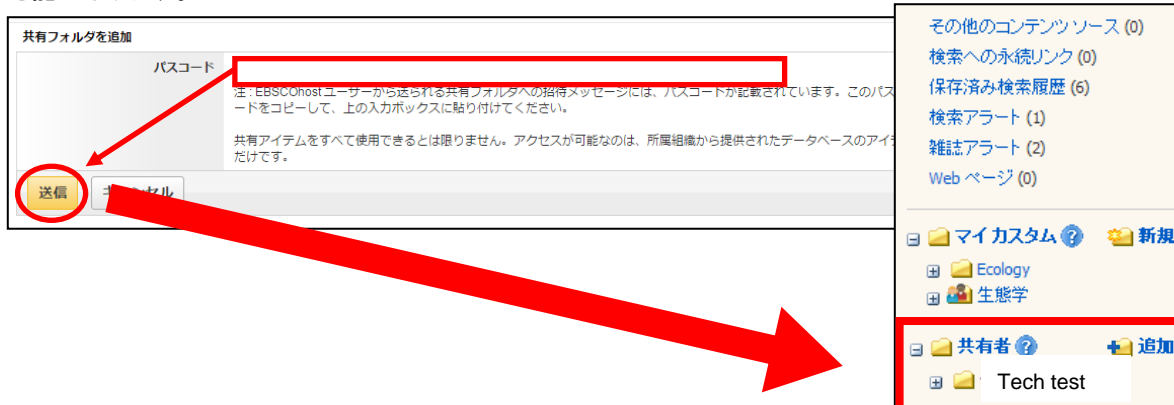 共有フォルダを追加
パスコード
注 : EBSCOhost ユーザーから送られる共有フォルダへの招待メッセージには、パスコードが記載されています。このパス
ードをコピーして、上の入力ボックスに貼り付けてください。
共有アイテムをすべて使用できるとは限りません。アクセスが可能なのは、所属組織から提供されたデータベースのアイ
だけです。
送信
その他のコンテンツ ソース (0)
検索への永続リンク (0)
保存済み検索履歴 (6)
検索アラート (1)
雑誌アラート (2)
Web ページ (0)
マイ カスタム 新規
Ecology
生態学
共有者 追加
Tech test